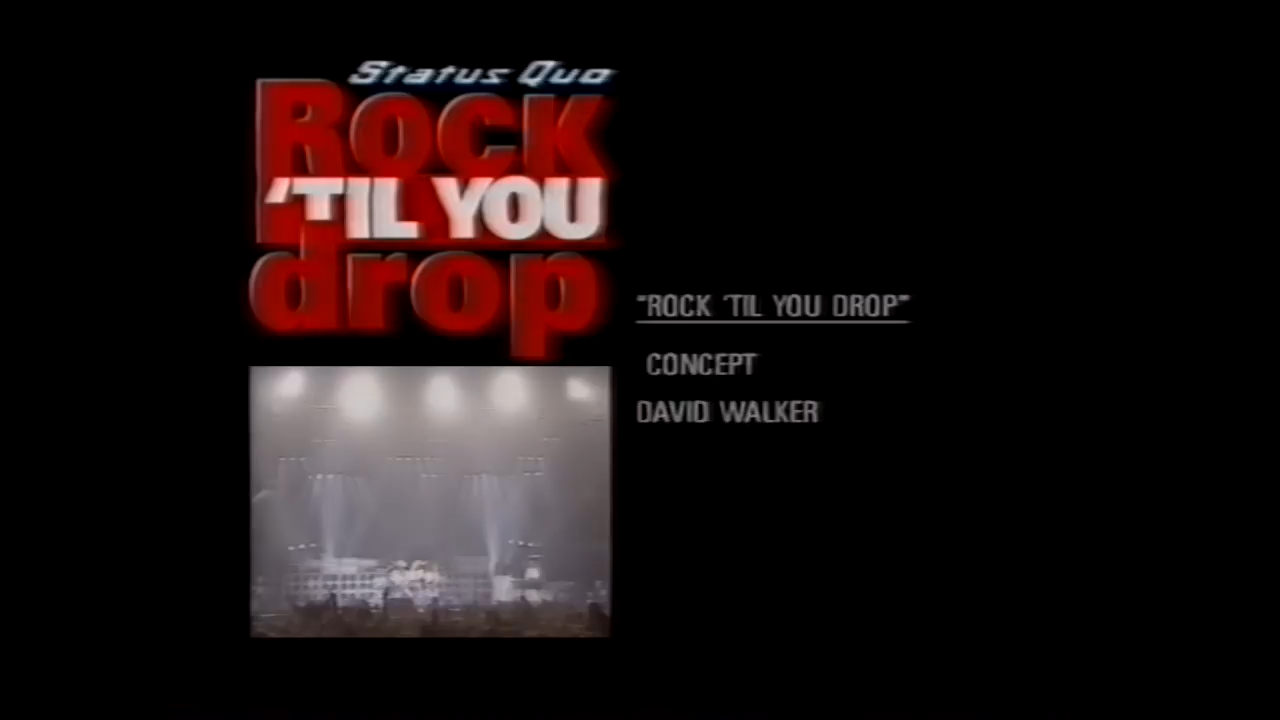 Status Quo
Rock
'TIL YOU
drop
"ROCK 'TIL YOU DROP"
CONCEPT
DAVID WALKER